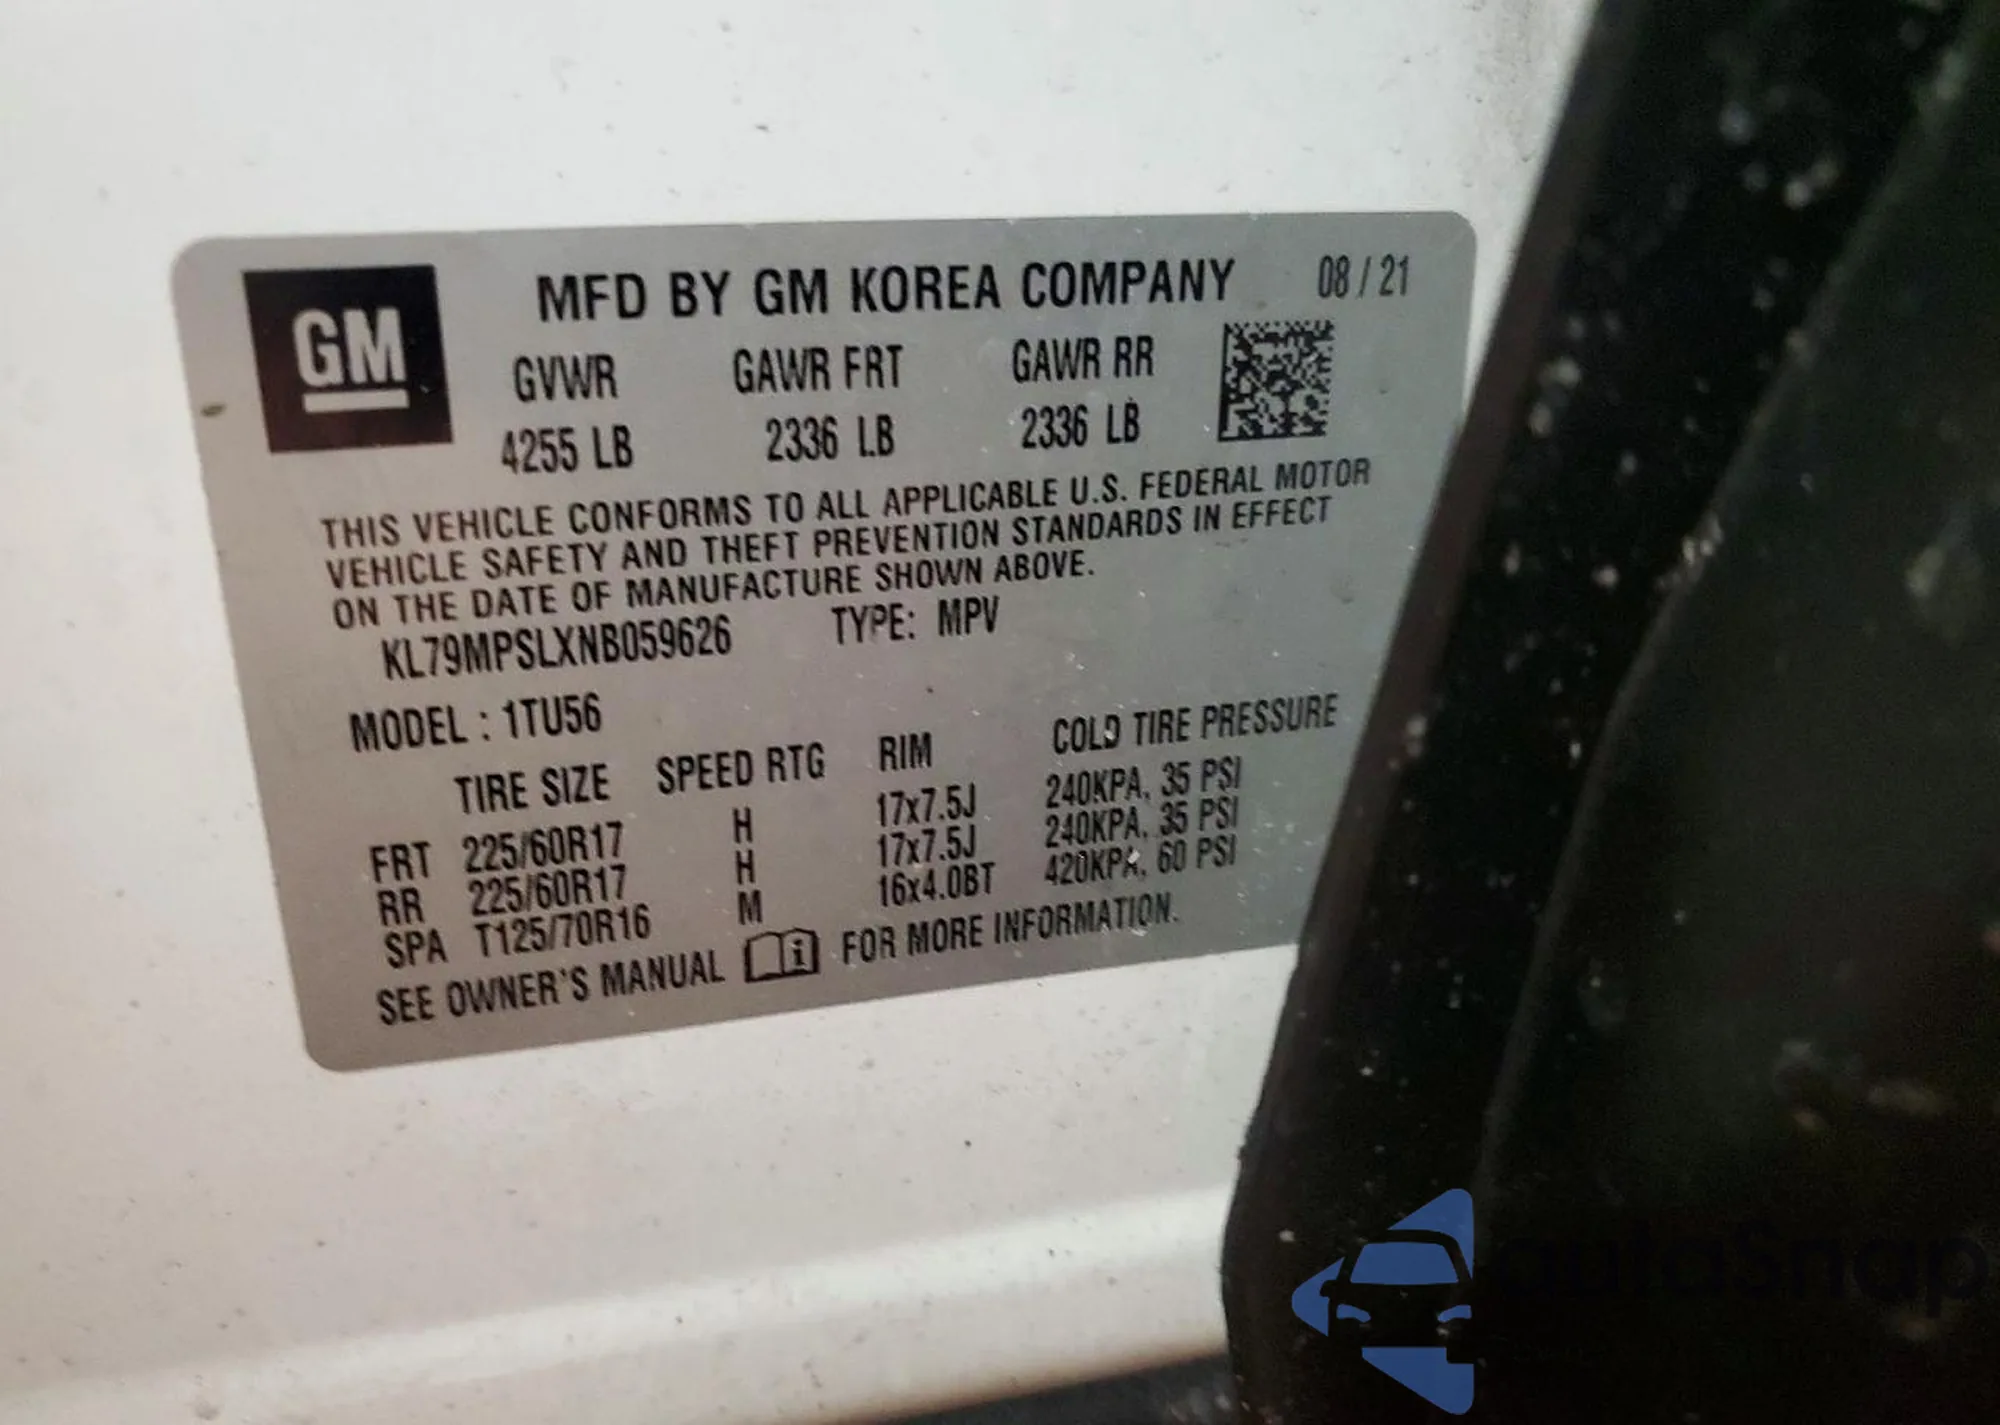 GM
MFD BY GM KOREA COMPANY 08 / 21
GVWR GAWR FRT GAWR RR
4255 LB 2336 LB 2336 LB
THIS VEHICLE CONFORMS TO ALL APPLICABLE U.S. FEDERAL MOTOR
VEHICLE SAFETY AND THEFT PREVENTION STANDARDS IN EFFECT
ON THE DATE OF MANUFACTURE SHOWN ABOVE.
KL79MPSLXNB059626 TYPE: MPV
MODEL : 1TU56
TIRE SIZE SPEED RTG RIM COLD TIRE PRESSURE
FRT 225/60R17 H 17x7.5J 240KPA, 35 PSI
RR 225/60R17 H 17x7.5J 240KPA, 35 PSI
SPA T125/70R16 M 16x4.0BT 420KPA, 60 PSI
SEE OWNER'S MANUAL FOR MORE INFORMATION.
autosnap